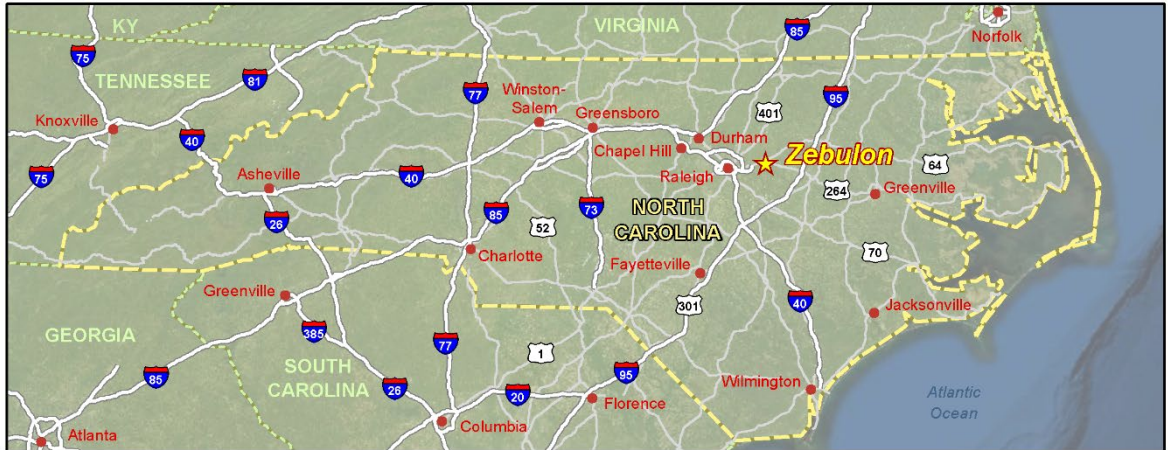 KY
VIRGINIA
85
Norfolk
75
TENNESSEE
81
77
95
Winston-
Salem
Greensboro
401
Knoxville
40
Durham
Chapel Hill
Zebulon
Raleigh
75
Asheville
40
64
264
Greenville
85
73
NORTH
CAROLINA
26
52
Charlotte
70
Fayetteville
Greenville
301
40
Jacksonville
GEORGIA
385
77
1
85
SOUTH
CAROLINA
26
95
20
Wilmington
Atlantic
Ocean
Florence
Columbia
Atlanta